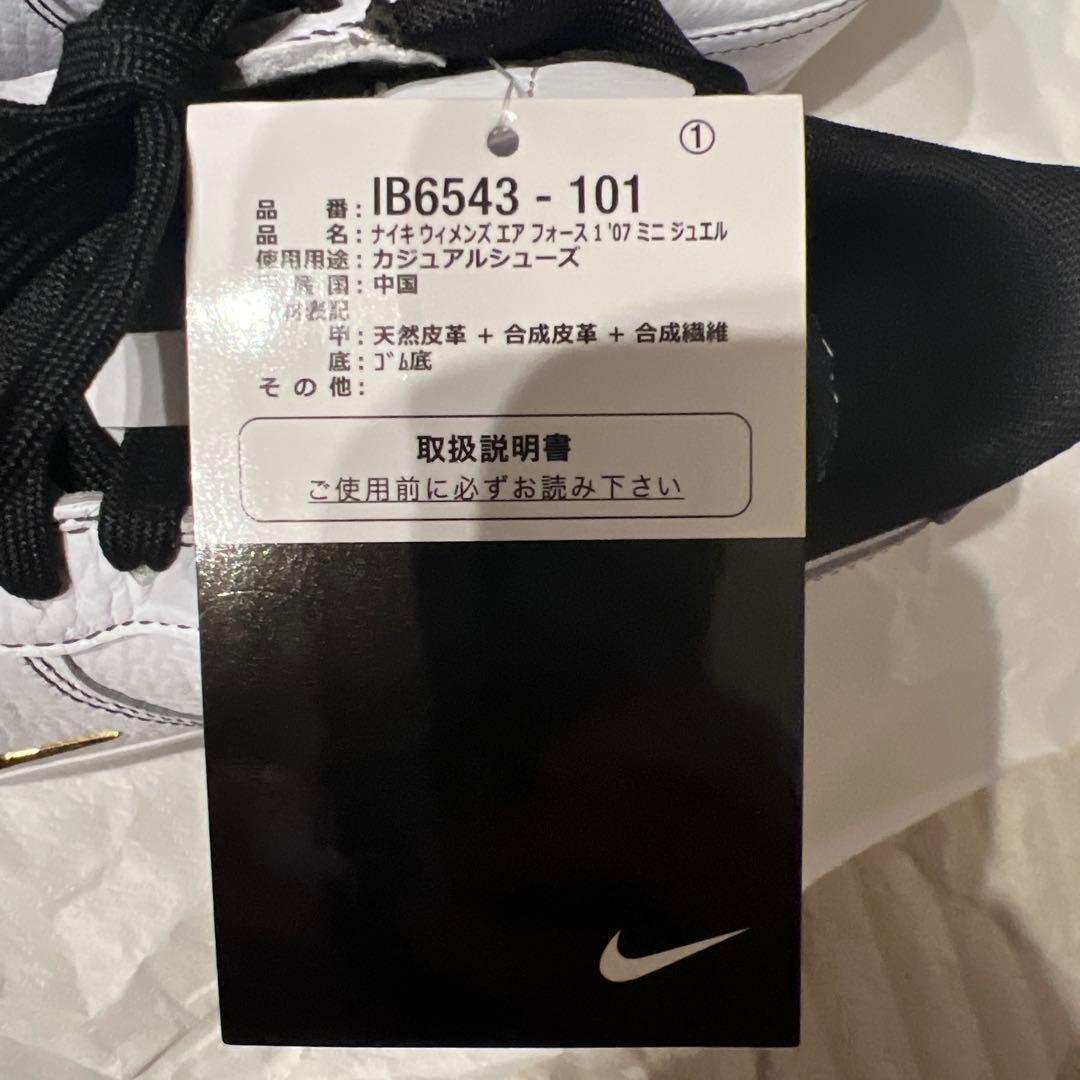 ①
品 番 : IB6543 - 101
品 名 : ナイキ ウィメンズ エア フォース 1 '07 ミニ ジュエル
使用用途 : カジュアルシューズ
国 : 中国
表記
甲 : 天然皮革 + 合成皮革 + 合成繊維
底 : ゴム底
そ の 他 :
取扱説明書
ご使用前に必ずお読み下さい